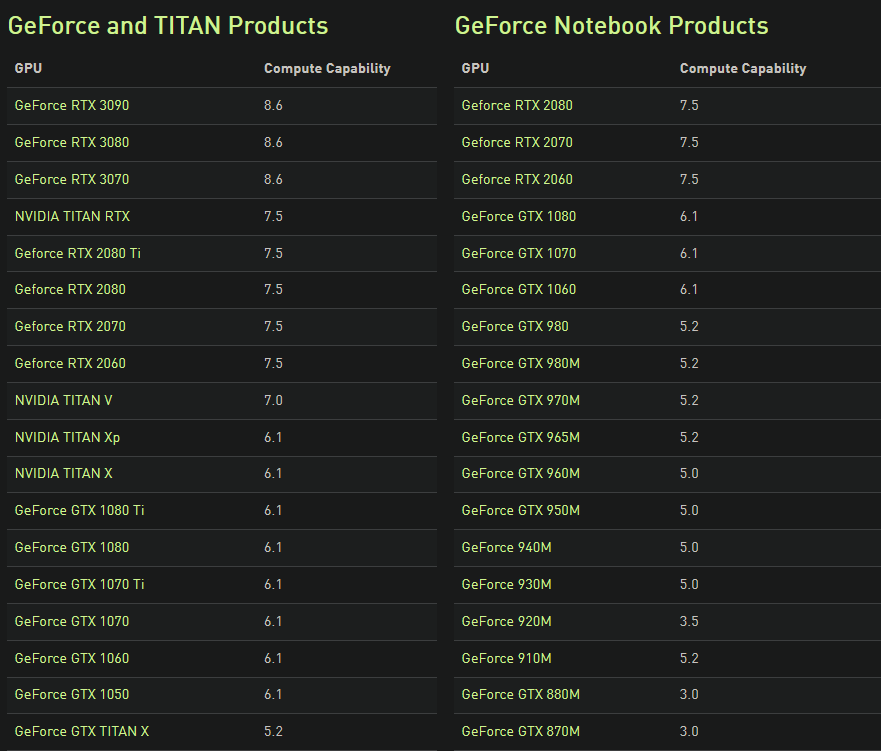 GeForce and TITAN Products
GPU Compute Capability
GeForce RTX 3090 8.6
GeForce RTX 3080 8.6
GeForce RTX 3070 8.6
NVIDIA TITAN RTX 7.5
Geforce RTX 2080 Ti 7.5
Geforce RTX 2080 7.5
Geforce RTX 2070 7.5
Geforce RTX 2060 7.5
NVIDIA TITAN V 7.0
NVIDIA TITAN Xp 6.1
NVIDIA TITAN X 6.1
GeForce GTX 1080 Ti 6.1
GeForce GTX 1080 6.1
GeForce GTX 1070 Ti 6.1
GeForce GTX 1070 6.1
GeForce GTX 1060 6.1
GeForce GTX 1050 6.1
GeForce GTX TITAN X 5.2
GeForce Notebook Products
GPU Compute Capability
Geforce RTX 2080 7.5
Geforce RTX 2070 7.5
Geforce RTX 2060 7.5
GeForce GTX 1080 6.1
GeForce GTX 1070 6.1
GeForce GTX 1060 6.1
GeForce GTX 980 5.2
GeForce GTX 980M 5.2
GeForce GTX 970M 5.2
GeForce GTX 965M 5.2
GeForce GTX 960M 5.0
GeForce GTX 950M 5.0
GeForce 940M 5.0
GeForce 930M 5.0
GeForce 920M 3.5
GeForce 910M 5.2
GeForce GTX 880M 3.0
GeForce GTX 870M 3.0